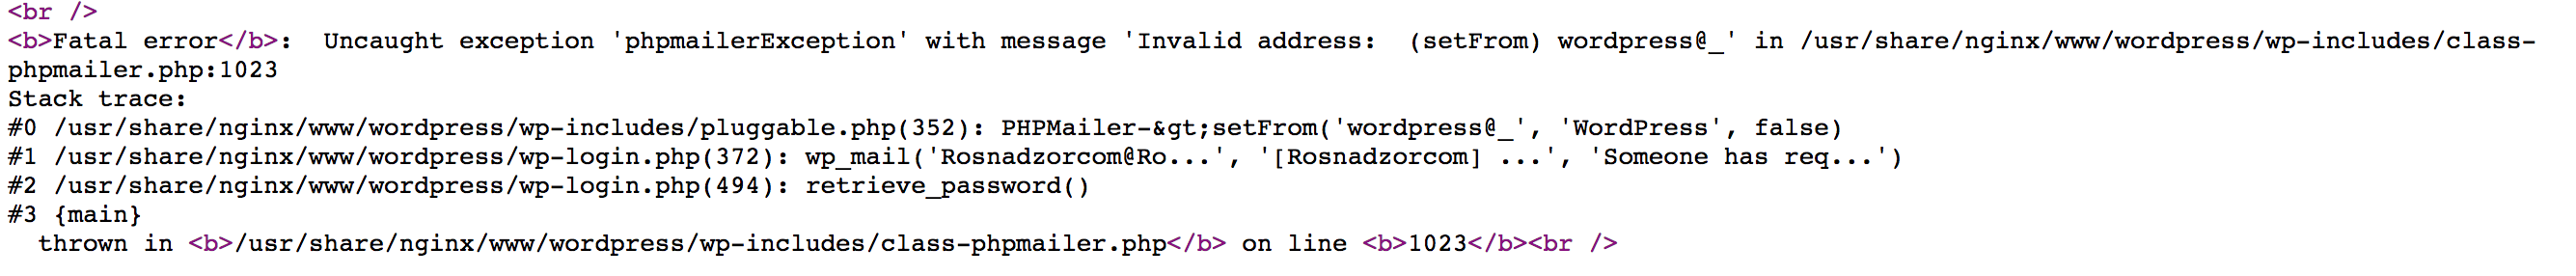 <br />
<b>Fatal error</b>:  Uncaught exception 'phpmailerException' with message 'Invalid address:  (setFrom) wordpress@_' in /usr/share/nginx/www/wordpress/wp-includes/class-
phpmailer.php:1023
Stack trace:
#0 /usr/share/nginx/www/wordpress/wp-includes/pluggable.php(352): PHPMailer-&gt;setFrom('wordpress@_', 'WordPress', false)
#1 /usr/share/nginx/www/wordpress/wp-login.php(372): wp_mail('Rosnadzorcom@Ro...', '[Rosnadzorcom] ...', 'Someone has req...')
#2 /usr/share/nginx/www/wordpress/wp-login.php(494): retrieve_password()
#3 {main}
  thrown in <b>/usr/share/nginx/www/wordpress/wp-includes/class-phpmailer.php</b> on line <b>1023</b><br />